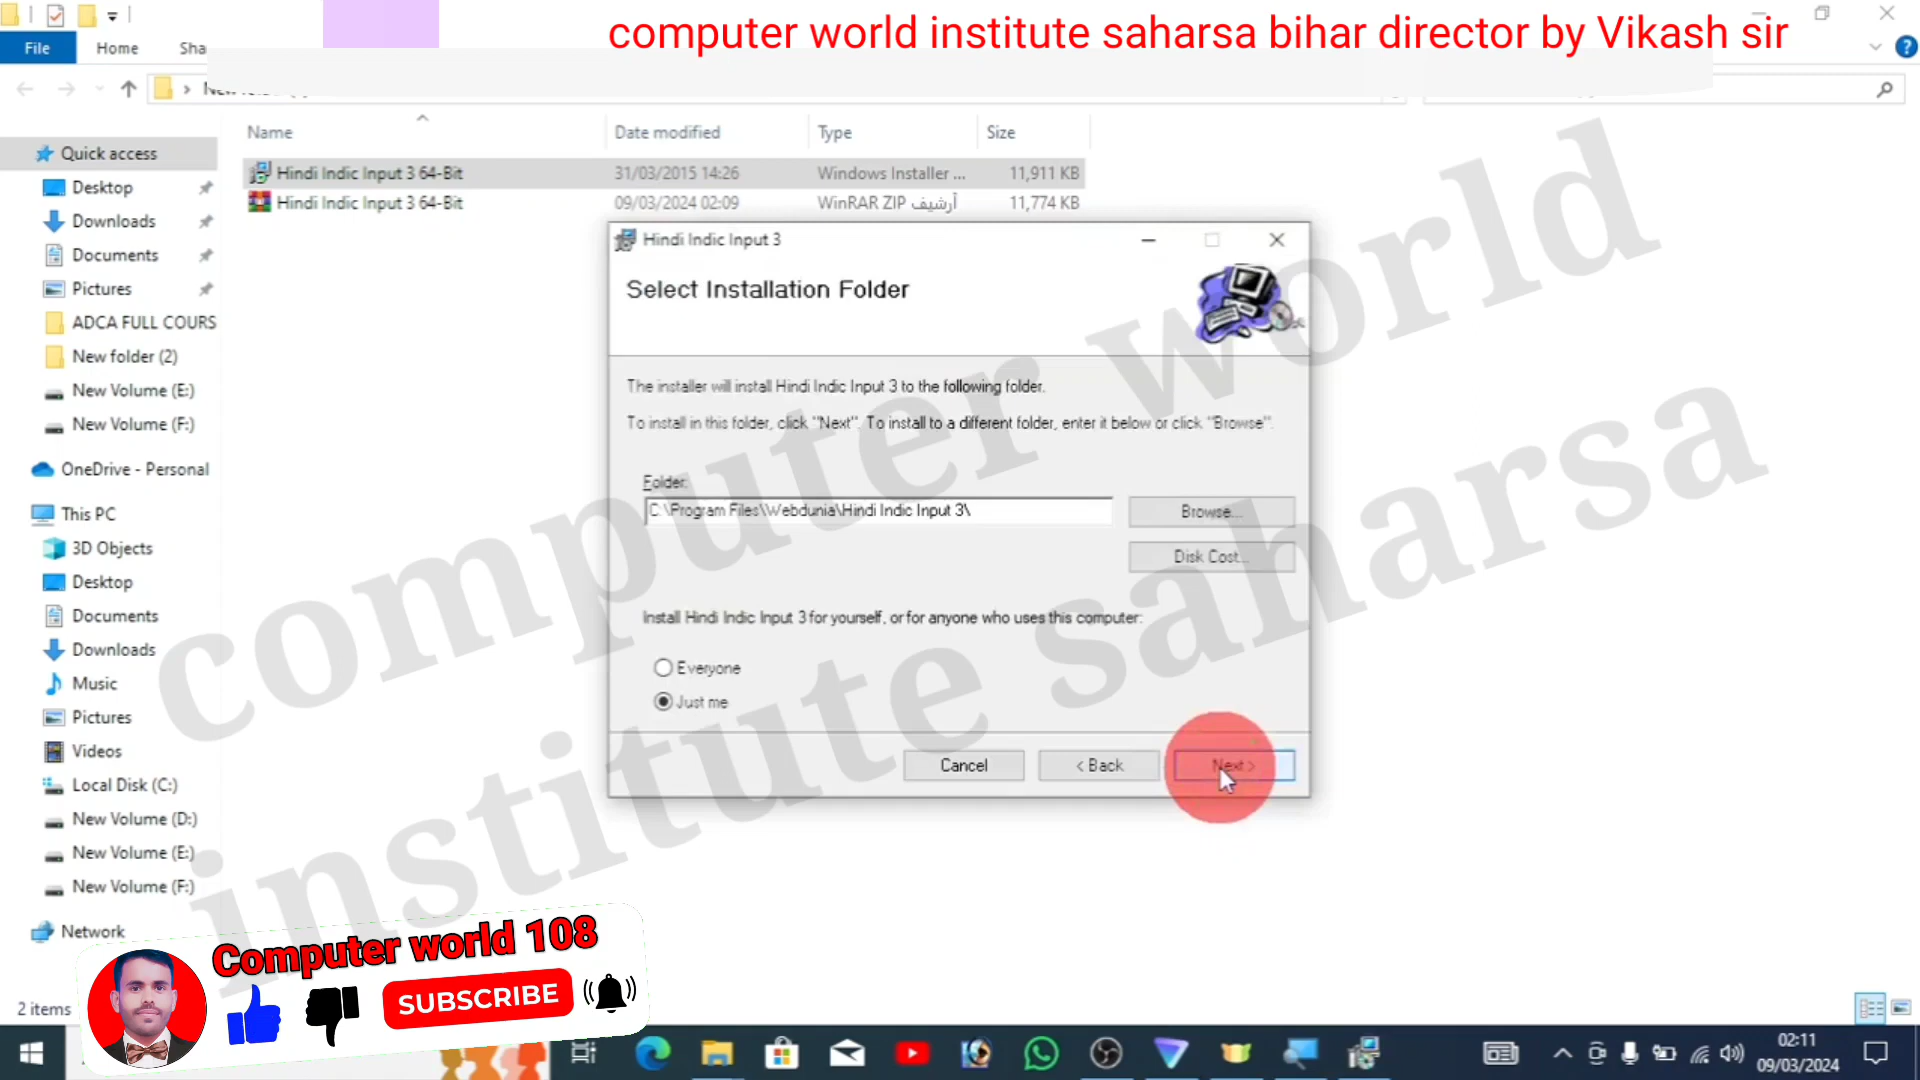 computer world institute saharsa bihar director by Vikash sir
File Home
Name Date modified Type Size
Quick access
Hindi Indic Input 3 64-Bit 31/03/2015 14:26 Windows Installer ... 11,911 KB
Desktop
Hindi Indic Input 3 64-Bit 09/03/2024 02:09 WinRAR ZIP أرشيف 11,774 KB
Downloads
Documents
Pictures
ADCA FULL COURS
New folder (2)
New Volume (E:)
New Volume (F:)
OneDrive - Personal
This PC
3D Objects
Desktop
Documents
Downloads
Music
Pictures
Videos
Local Disk (C:)
New Volume (D:)
New Volume (E:)
New Volume (F:)
Network
2 items
Hindi Indic Input 3
Select Installation Folder
The installer will install Hindi Indic Input 3 to the following folder.
To install in this folder, click "Next". To install to a different folder, enter it below or click "Browse".
Folder:
C:\Program Files\Webdunia\Hindi Indic Input 3\
Browse...
Disk Cost...
Install Hindi Indic Input 3 for yourself, or for anyone who uses this computer:
Everyone
Just me
Cancel < Back Next >
computer world
institute saharsa
Computer world 108
SUBSCRIBE
02:11
09/03/2024